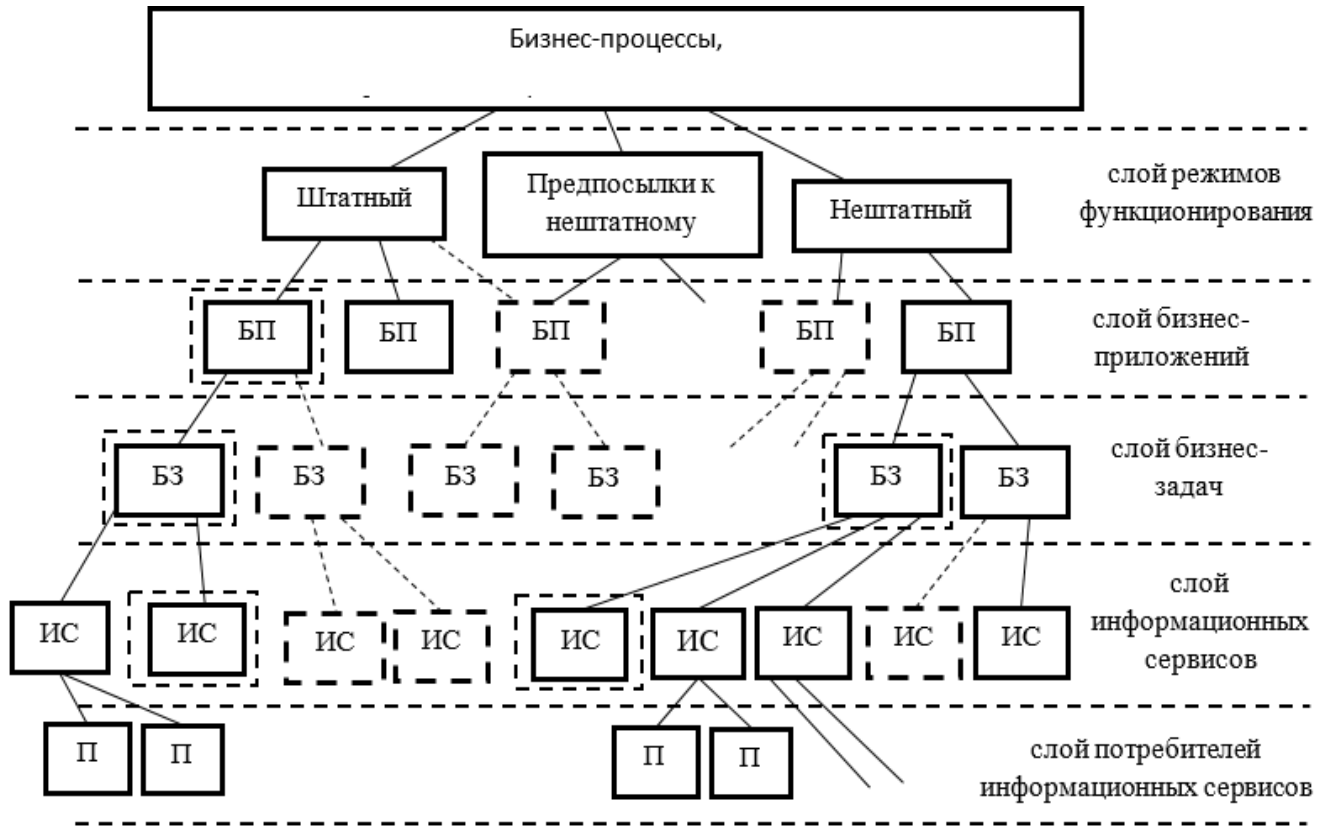 Бизнес-процессы,
Штатный
Предпосылки к
нештатному
Нештатный
слой режимов
функционирования
БП
БП
БП
БП
БП
слой бизнес-
приложений
БЗ
БЗ
БЗ
БЗ
БЗ
БЗ
слой бизнес-
задач
ИС
ИС
ИС
ИС
ИС
ИС
ИС
ИС
ИС
слой
информационных
сервисов
П
П
П
П
слой потребителей
информационных сервисов